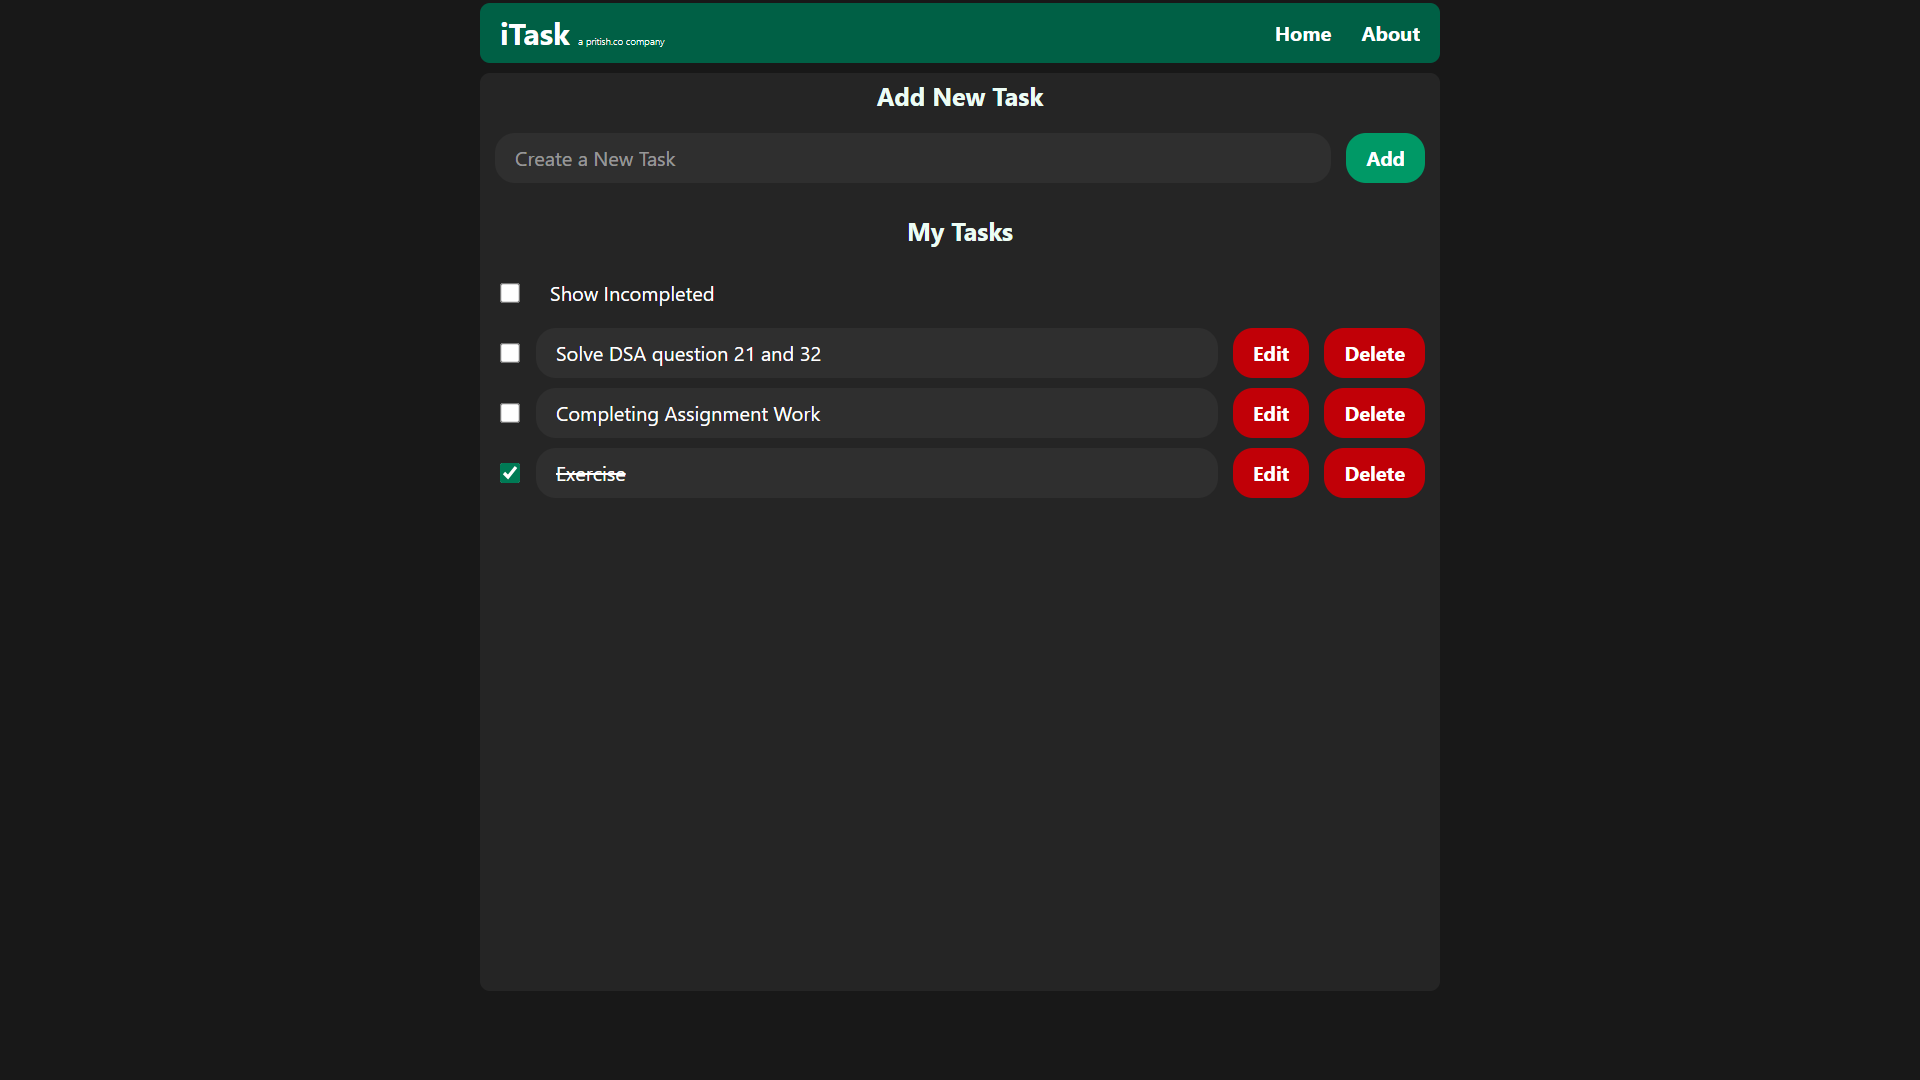 iTask a pritish.co company Home About
Add New Task
Create a New Task Add
My Tasks
Show Incompleted
Solve DSA question 21 and 32 Edit Delete
Completing Assignment Work Edit Delete
Exercise Edit Delete